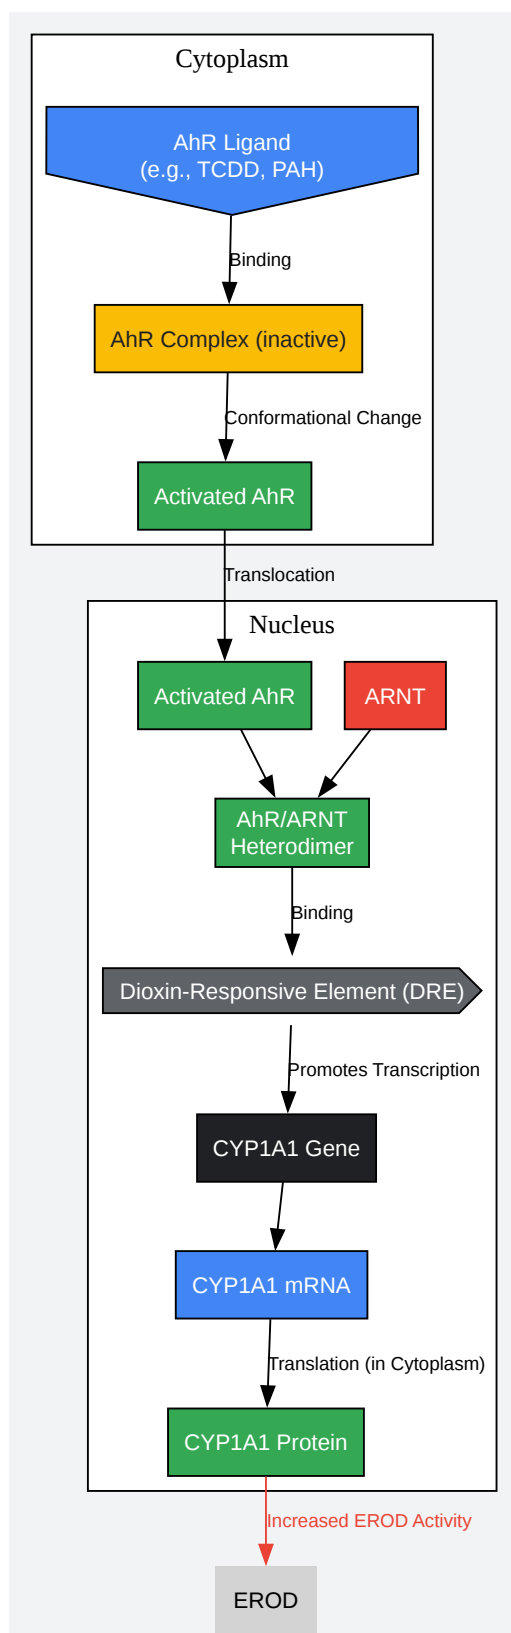 Cytoplasm
AhR Ligand
(e.g., TCDD, PAH)
Binding
AhR Complex (inactive)
Conformational Change
Activated AhR
Translocation
Nucleus
Activated AhR
ARNT
AhR/ARNT
Heterodimer
Binding
Dioxin-Responsive Element (DRE)
Promotes Transcription
CYP1A1 Gene
CYP1A1 mRNA
Translation (in Cytoplasm)
CYP1A1 Protein
Increased EROD Activity
EROD